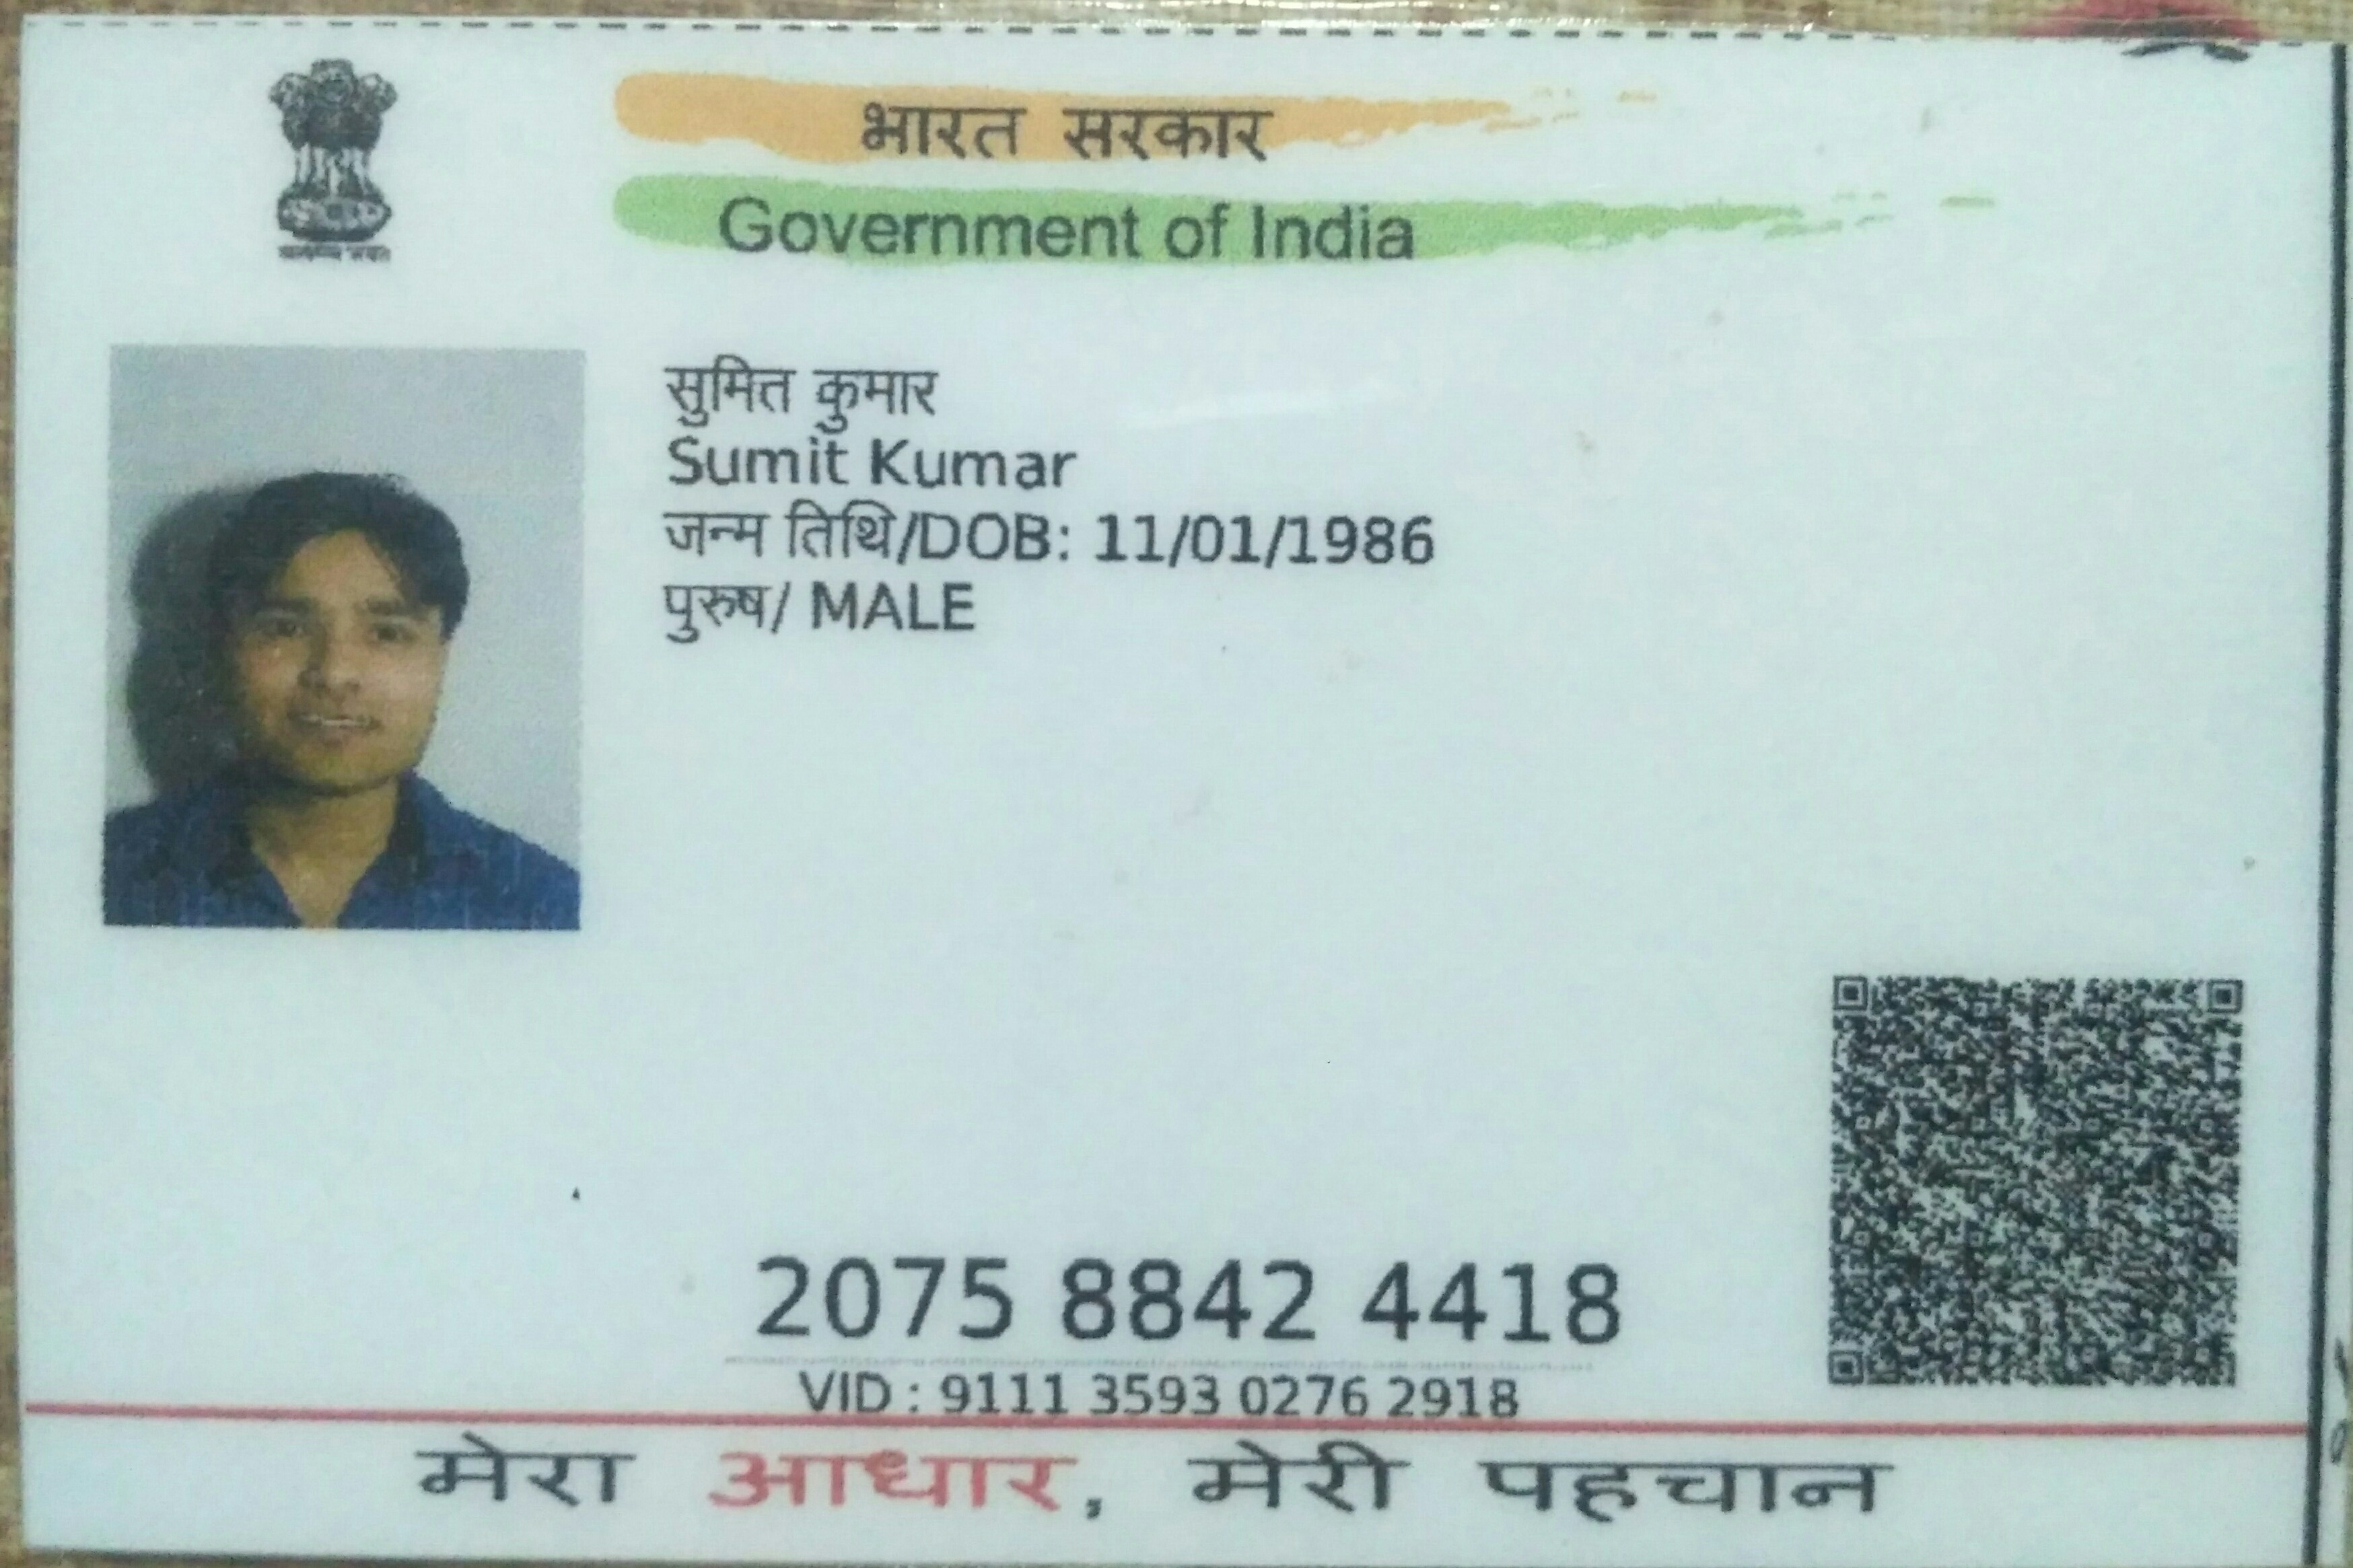 भारत सरकार
Government of India
सुमित कुमार
Sumit Kumar
जन्म तिथि/DOB: 11/01/1986
पुरुष/ MALE
2075 8842 4418
VID : 9111 3593 0276 2918
मेरा आधार, मेरी पहचान